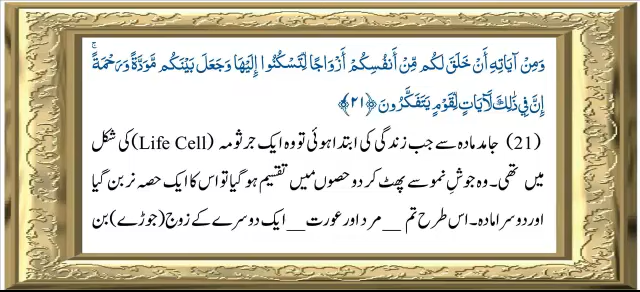 وَمِنْ آيَاتِهِ أَنْ خَلَقَ لَكُم مِّنْ أَنفُسِكُمْ أَزْوَاجًا لِّتَسْكُنُوا إِلَيْهَا وَجَعَلَ بَيْنَكُم مَّوَدَّةً وَرَحْمَةً ۚ
إِنَّ فِي ذَٰلِكَ لَآيَاتٍ لِّقَوْمٍ يَتَفَكَّرُونَ ﴿٢١﴾
(21) جامد مادہ سے جب زندگی کی ابتدا ہوئی تو وہ ایک جرثومہ (Life Cell) کی شکل
میں تھی۔ وہ جوشِ نمو سے پھٹ کر دو حصوں میں تقسیم ہو گیا تو اس کا ایک حصہ نر بن گیا
اور دوسرا مادہ۔ اس طرح تم __ مرد اور عورت __ ایک دوسرے کے زوج (جوڑے) بن